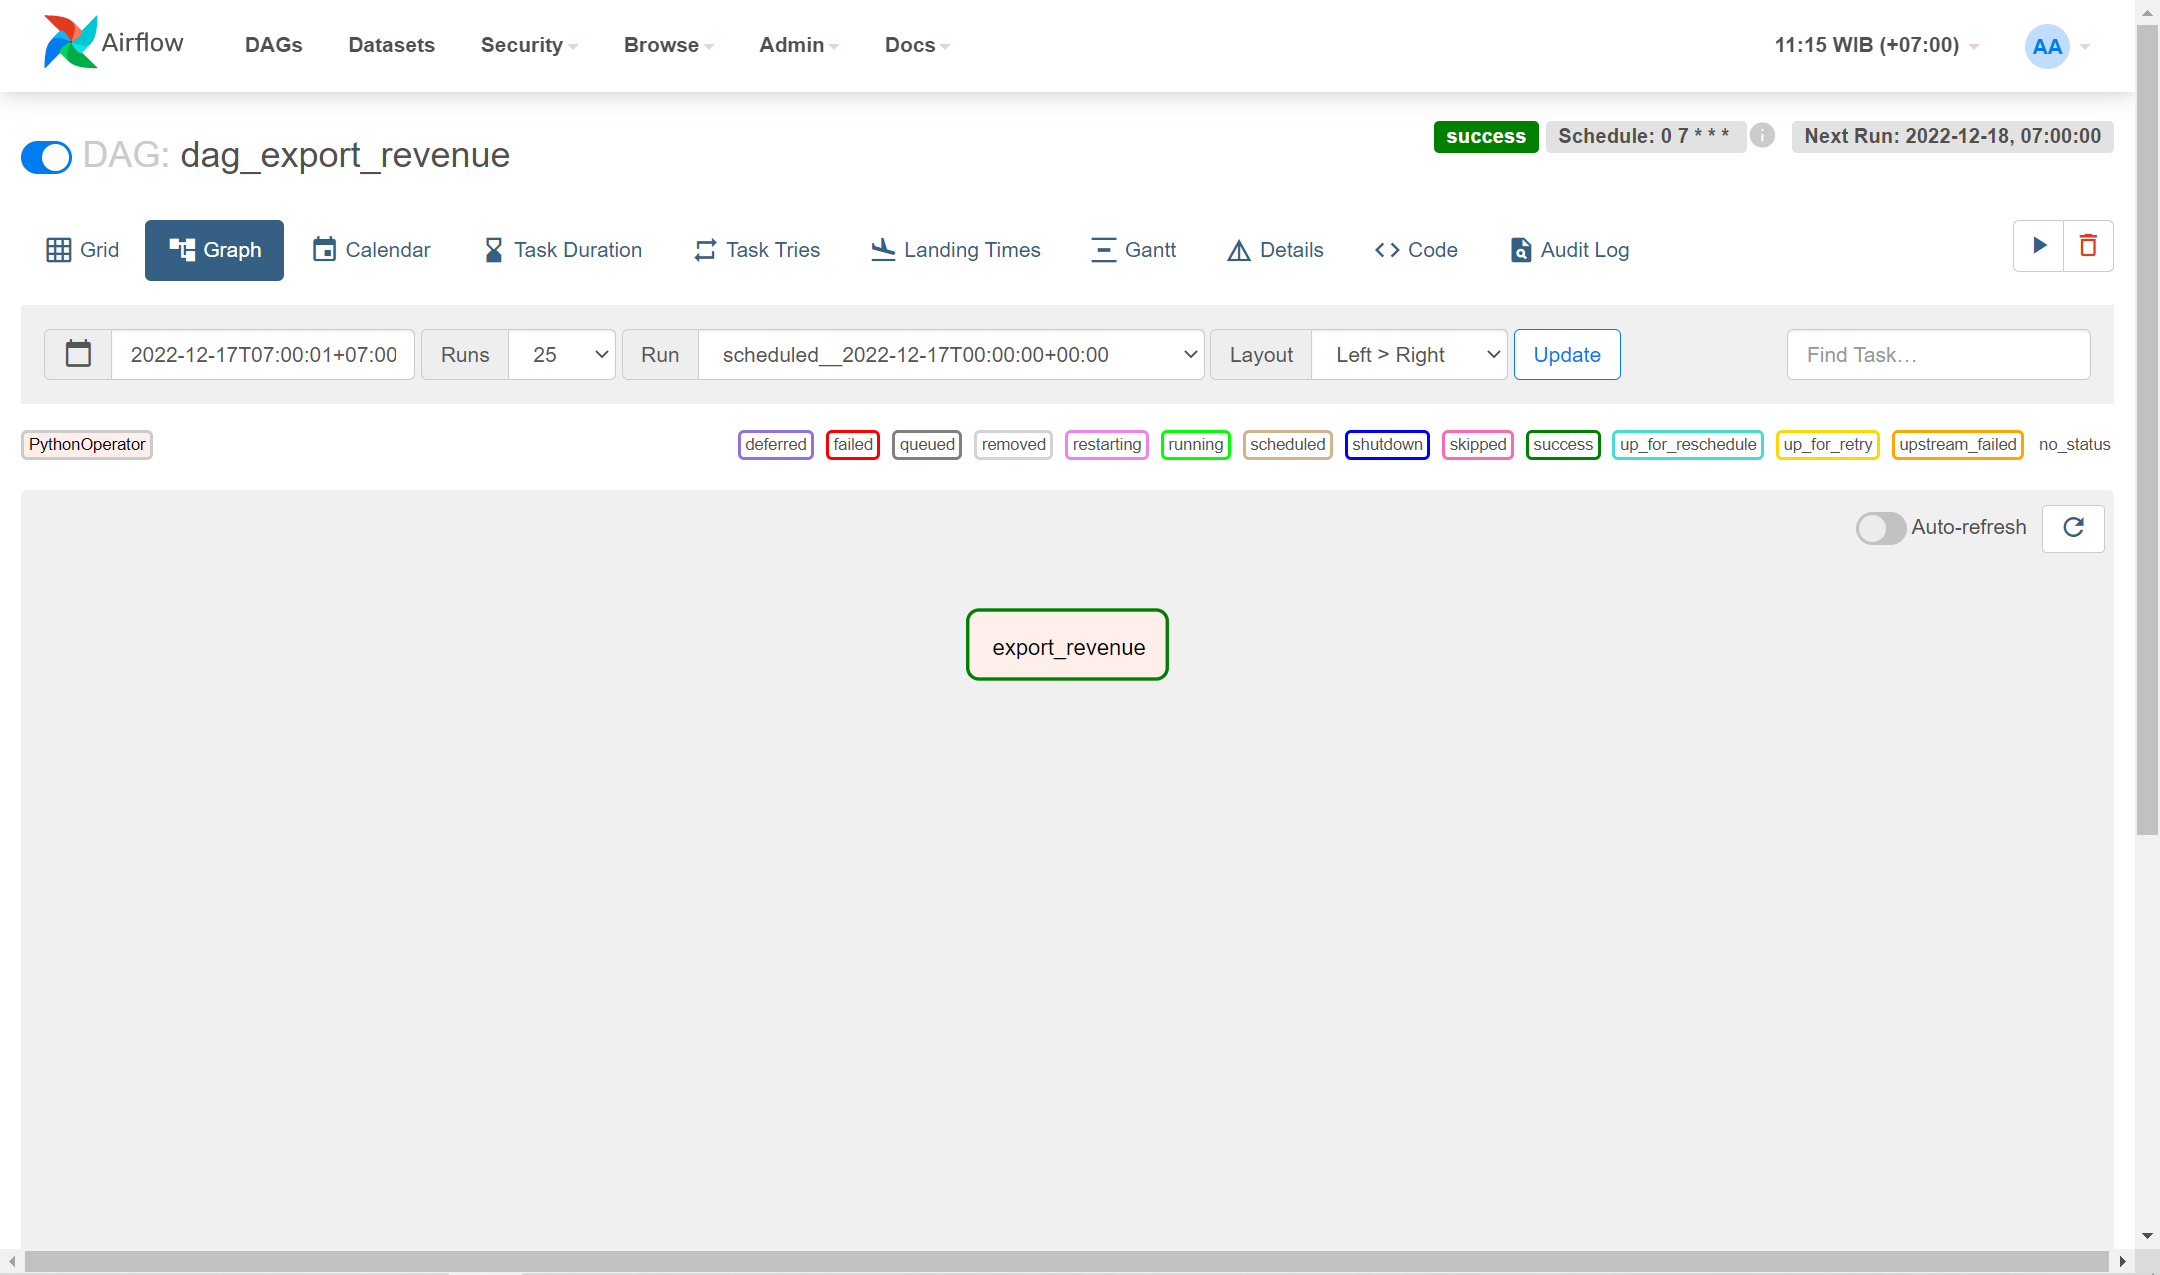 Airflow DAGs Datasets Security Browse Admin Docs 11:15 WIB (+07:00) AA
success Schedule: 0 7 * * * i Next Run: 2022-12-18, 07:00:00
DAG: dag_export_revenue
Grid Graph Calendar Task Duration Task Tries Landing Times Gantt Details Code Audit Log
2022-12-17T07:00:01+07:00 Runs 25 Run scheduled__2022-12-17T00:00:00+00:00 Layout Left > Right Update Find Task...
PythonOperator deferred failed queued removed restarting running scheduled shutdown skipped success up_for_reschedule up_for_retry upstream_failed no_status
Auto-refresh
export_revenue